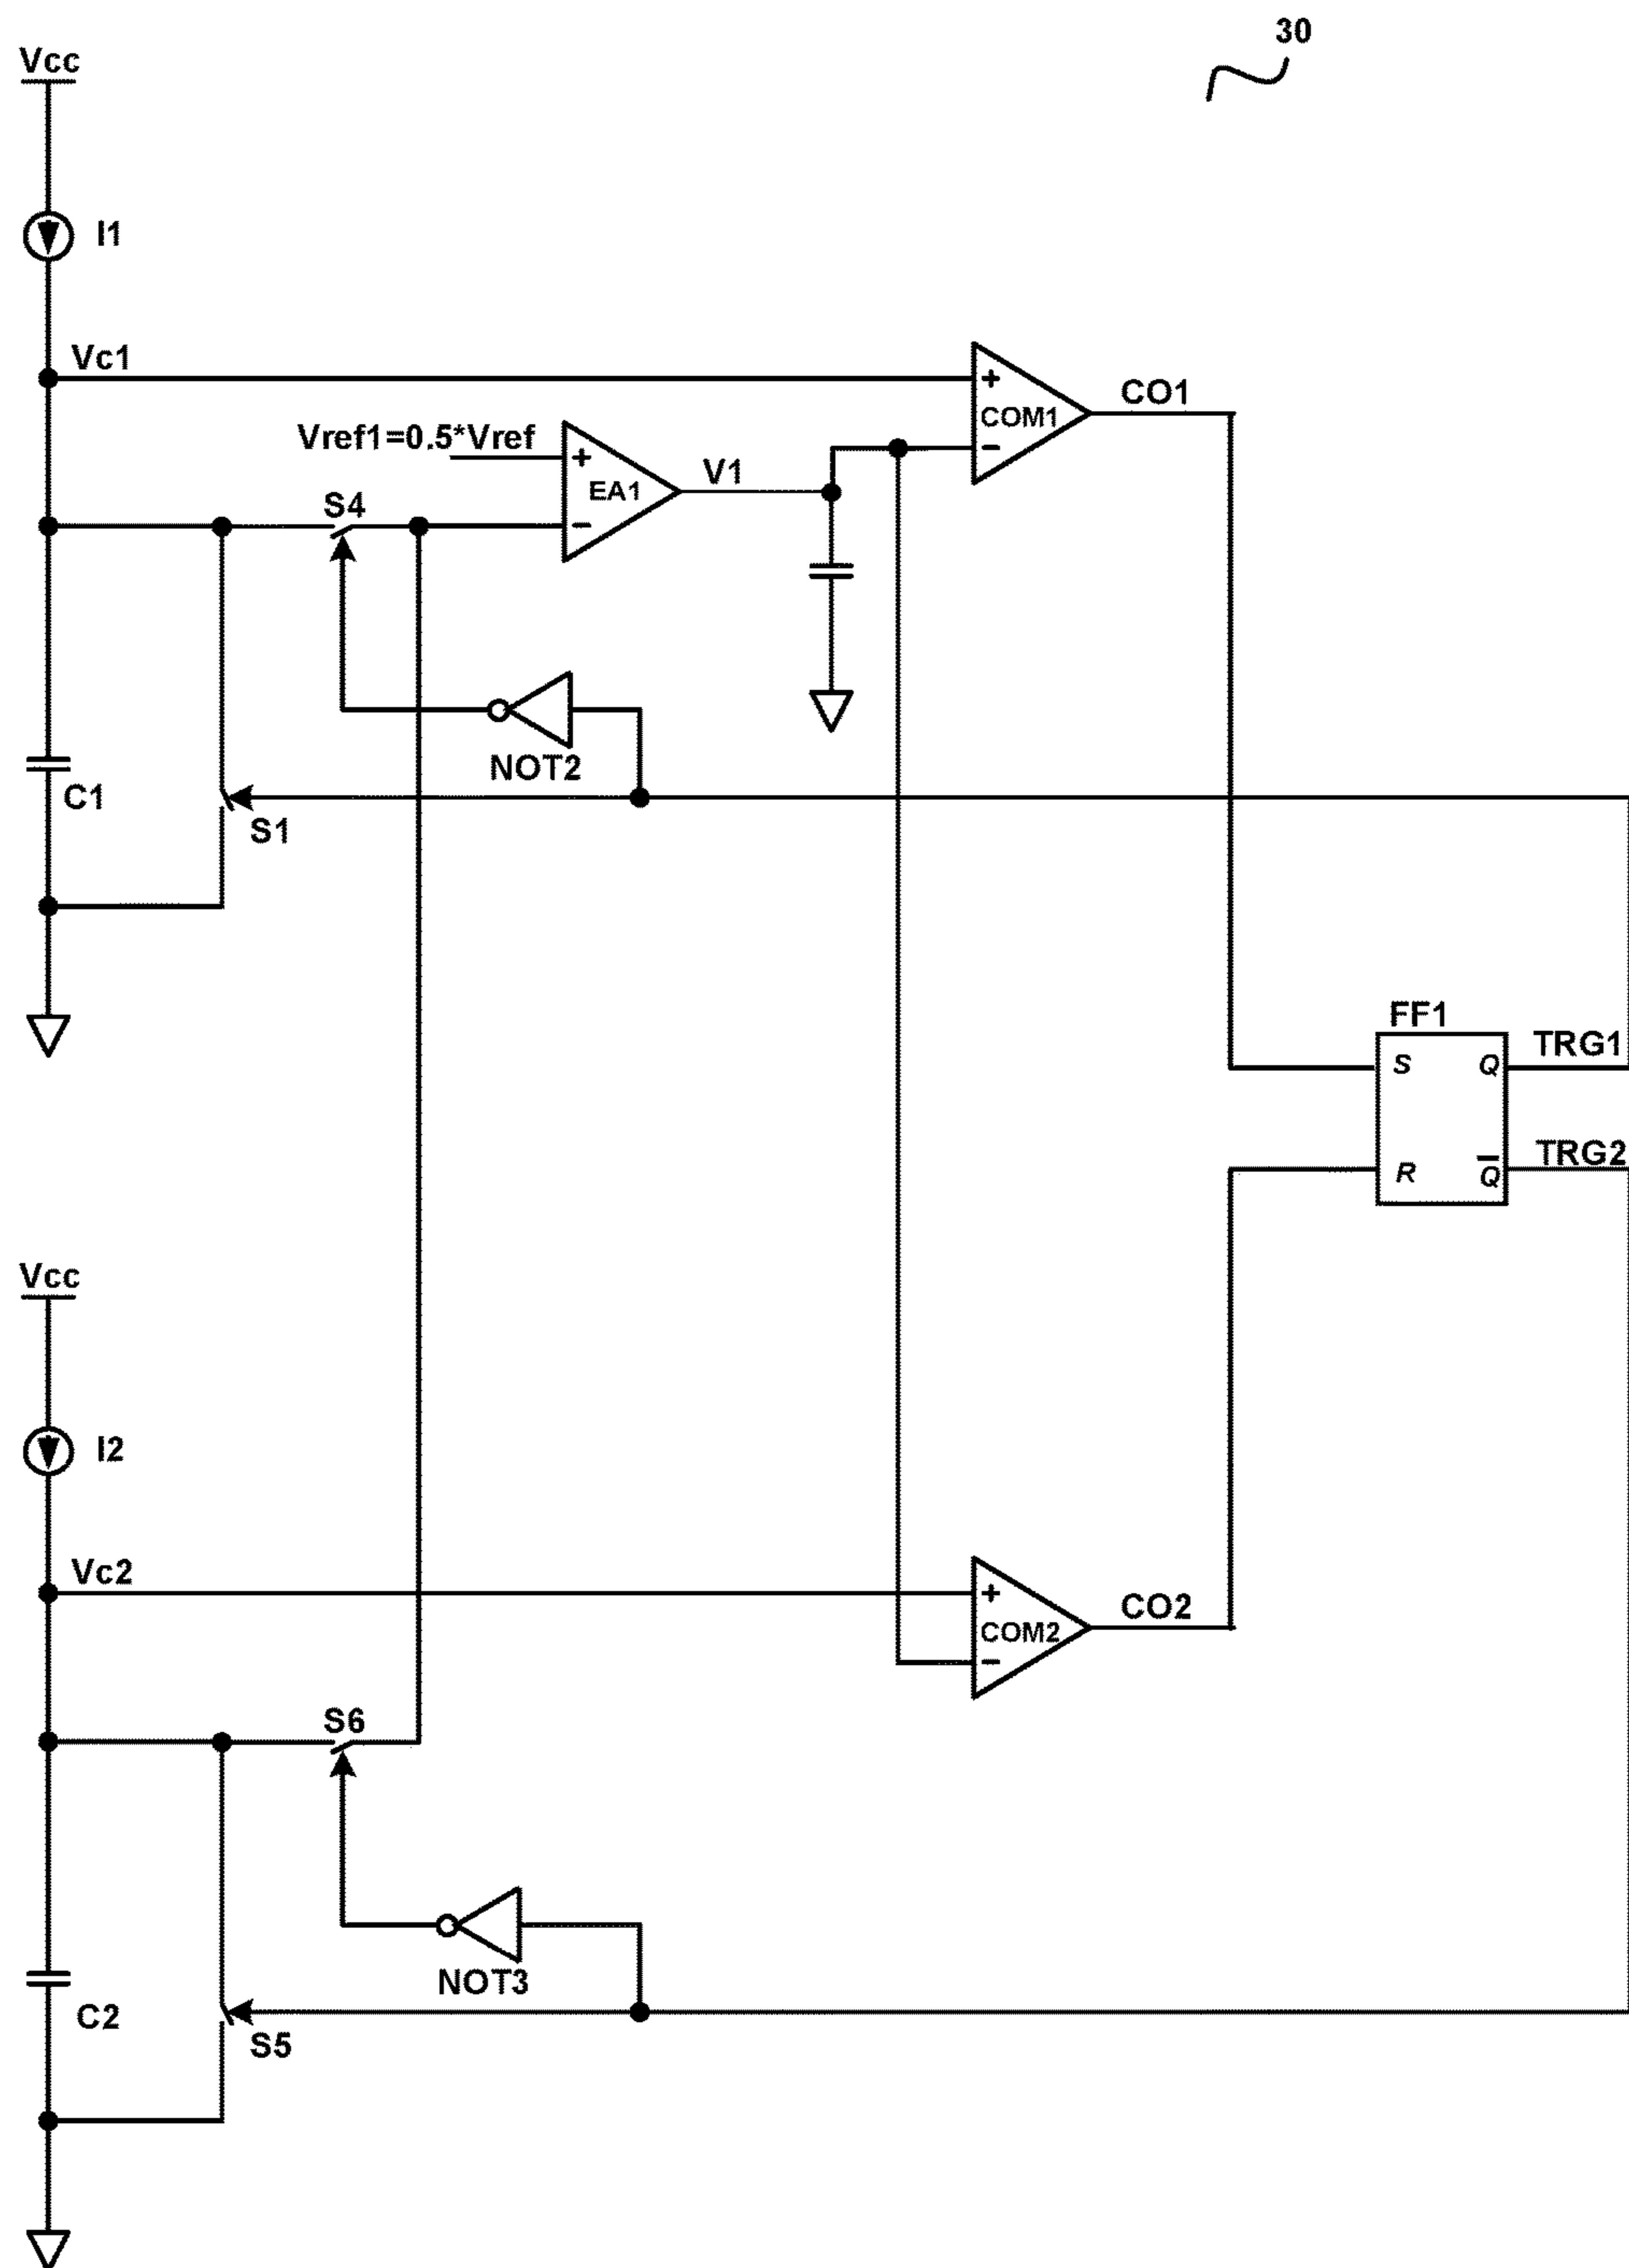 30
Vcc
I1
Vc1
+
COM1
−
CO1
Vref1=0.5*Vref
+
EA1
−
V1
S4
NOT2
C1
S1
FF1
S
Q
TRG1
R
Q̅
TRG2
Vcc
I2
Vc2
+
COM2
−
CO2
S6
NOT3
C2
S5